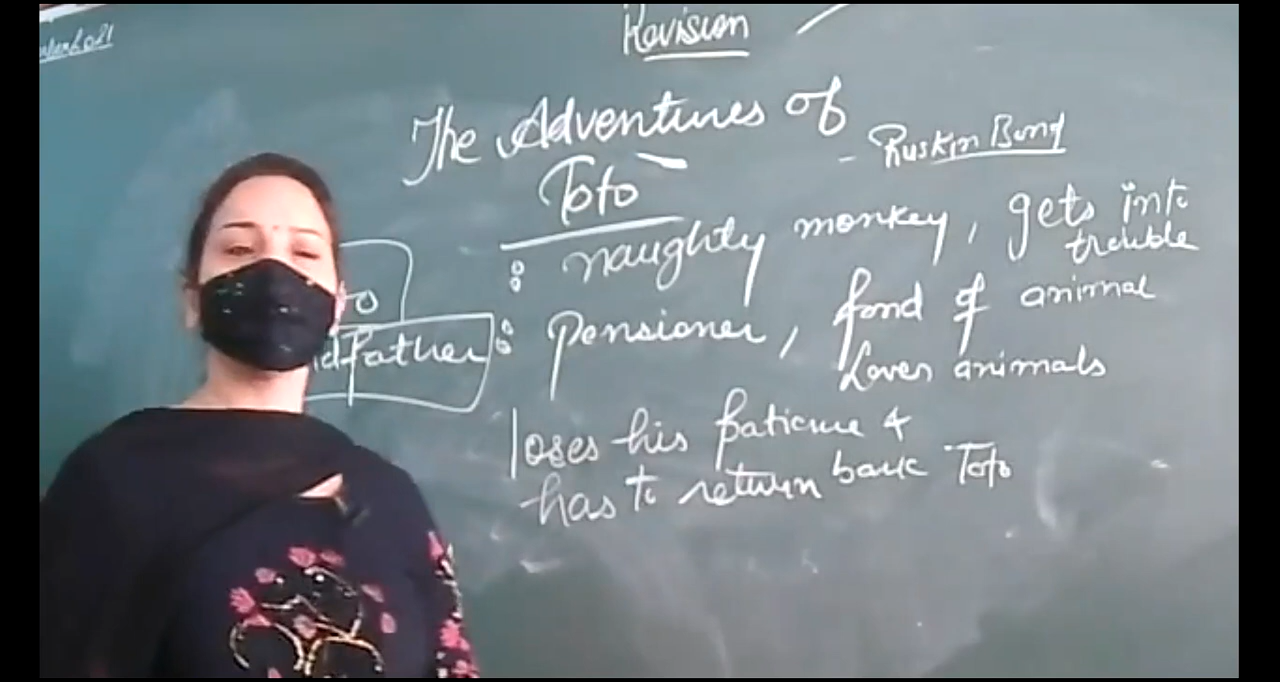 Revision
The Adventures of
Toto
- Ruskin Bond
: naughty monkey, gets into
trouble
dfather : Pensioner, fond of animal
Loves animals
loses his patience &
has to return back Toto